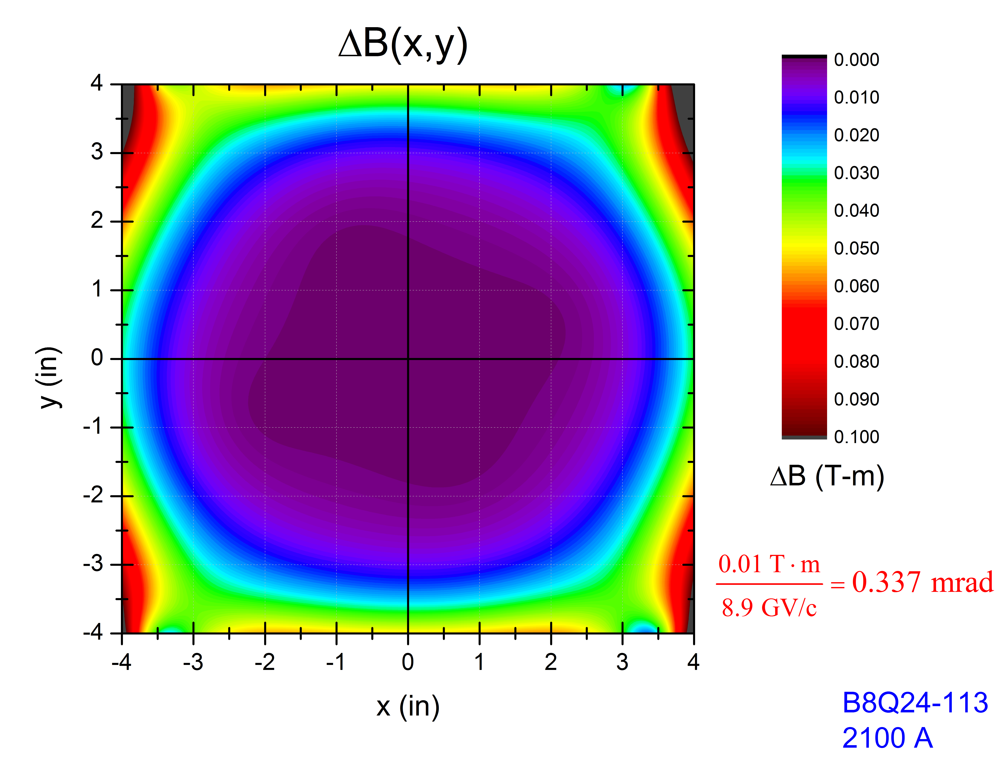 ΔB(x,y)
4
3
2
1
0
-1
-2
-3
-4
y (in)
-4 -3 -2 -1 0 1 2 3 4
x (in)
0.000
0.010
0.020
0.030
0.040
0.050
0.060
0.070
0.080
0.090
0.100
ΔB (T-m)
0.01 T · m
8.9 GV/c
= 0.337 mrad
B8Q24-113
2100 A